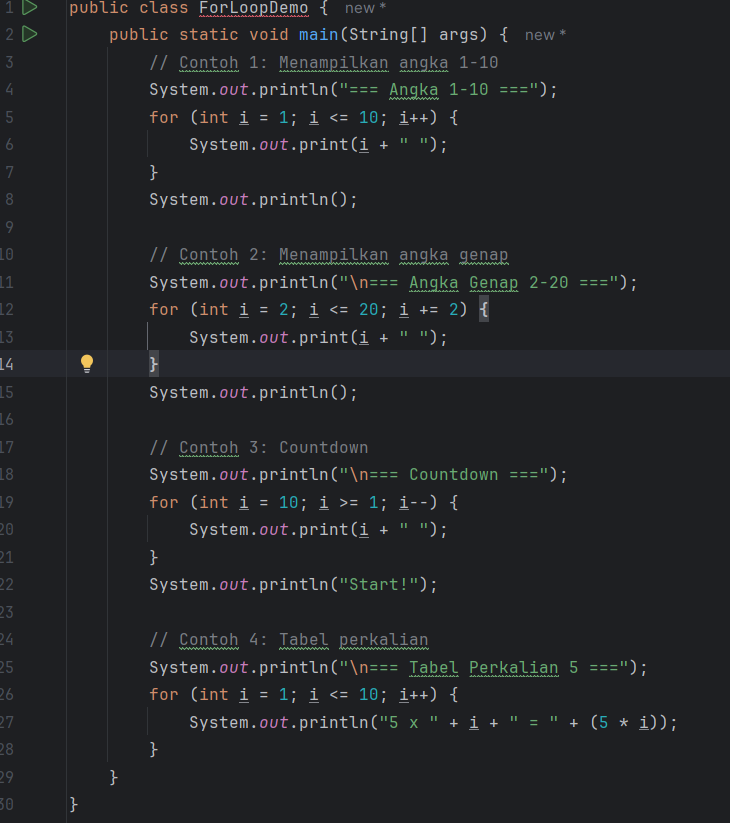 1 public class ForLoopDemo { new *
2 public static void main(String[] args) { new *
3 // Contoh 1: Menampilkan angka 1-10
4 System.out.println("=== Angka 1-10 ===");
5 for (int i = 1; i <= 10; i++) {
6 System.out.print(i + " ");
7 }
8 System.out.println();
9
10 // Contoh 2: Menampilkan angka genap
11 System.out.println("\n=== Angka Genap 2-20 ===");
12 for (int i = 2; i <= 20; i += 2) {
13 System.out.print(i + " ");
14 }
15 System.out.println();
16
17 // Contoh 3: Countdown
18 System.out.println("\n=== Countdown ===");
19 for (int i = 10; i >= 1; i--) {
20 System.out.print(i + " ");
21 }
22 System.out.println("Start!");
23
24 // Contoh 4: Tabel perkalian
25 System.out.println("\n=== Tabel Perkalian 5 ===");
26 for (int i = 1; i <= 10; i++) {
27 System.out.println("5 x " + i + " = " + (5 * i));
28 }
29 }
30 }